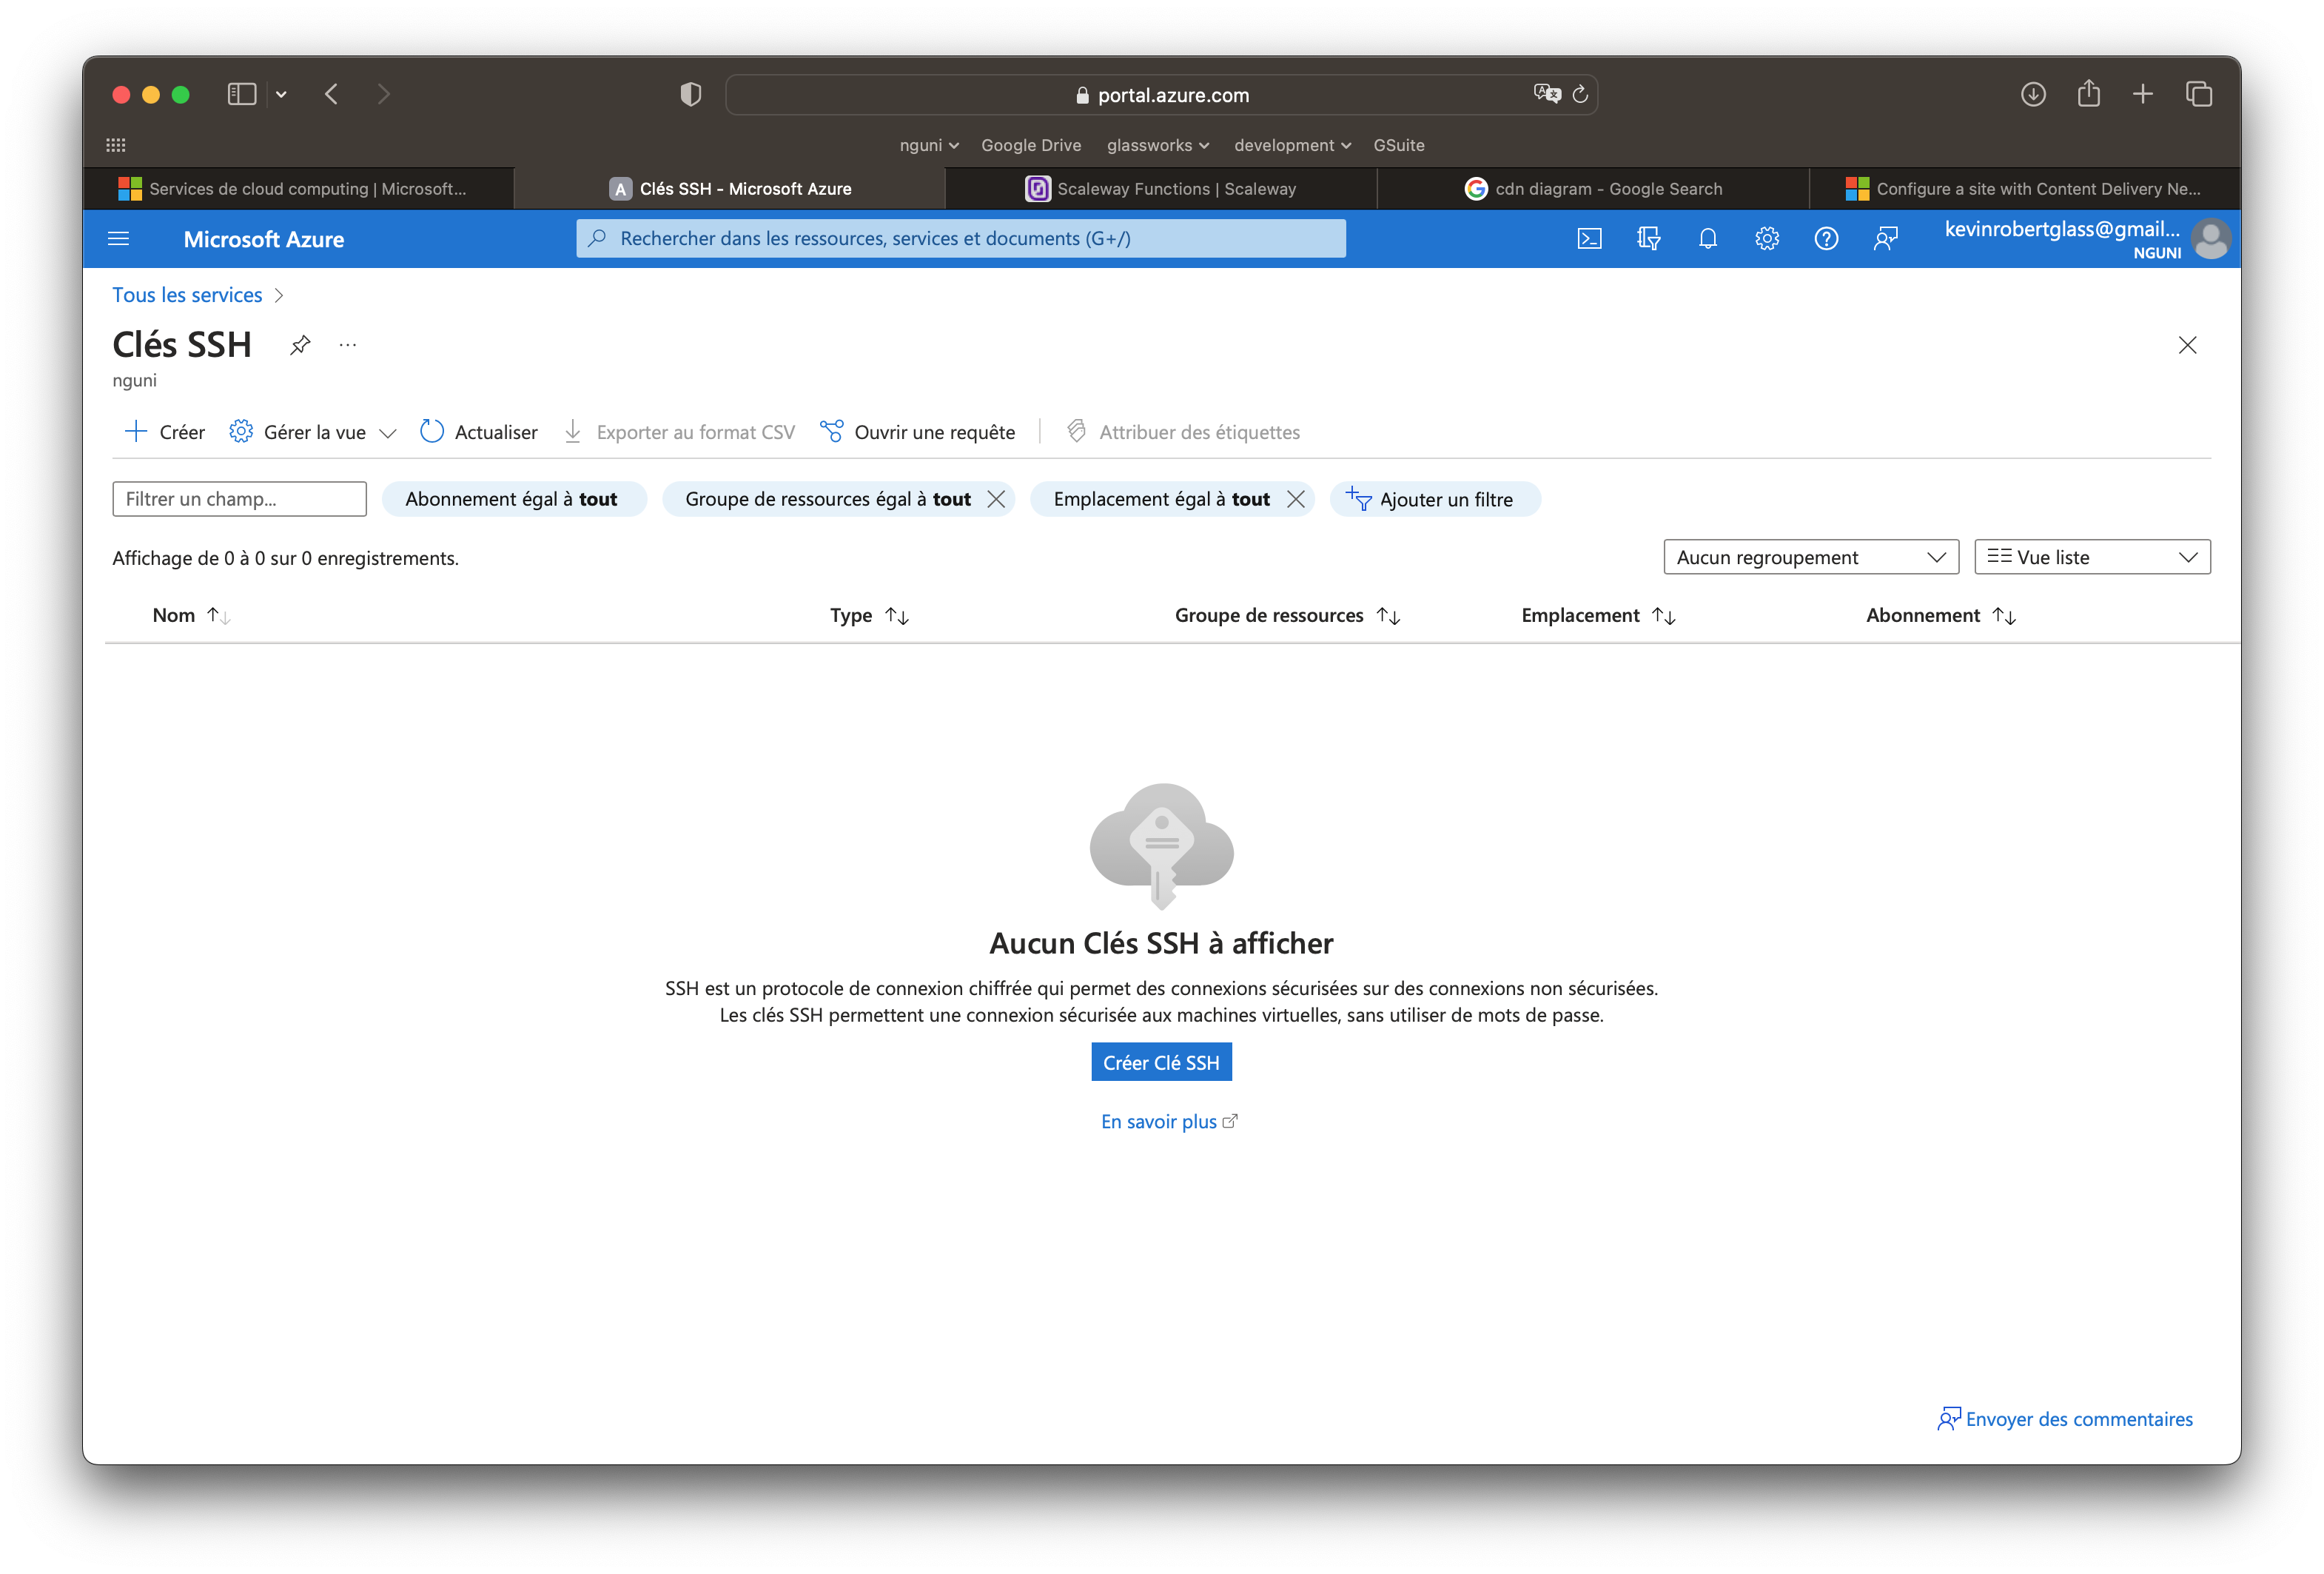 portal.azure.com
nguni
Google Drive
glassworks
development
GSuite
Services de cloud computing | Microsoft...
A Clés SSH - Microsoft Azure
Scaleway Functions | Scaleway
cdn diagram - Google Search
Configure a site with Content Delivery Ne...
Microsoft Azure
Rechercher dans les ressources, services et documents (G+/)
kevinrobertglass@gmail...
NGUNI
Tous les services
Clés SSH
nguni
Créer
Gérer la vue
Actualiser
Exporter au format CSV
Ouvrir une requête
Attribuer des étiquettes
Filtrer un champ...
Abonnement égal à tout
Groupe de ressources égal à tout
Emplacement égal à tout
Ajouter un filtre
Affichage de 0 à 0 sur 0 enregistrements.
Aucun regroupement
Vue liste
Nom
Type
Groupe de ressources
Emplacement
Abonnement
Aucun Clés SSH à afficher
SSH est un protocole de connexion chiffrée qui permet des connexions sécurisées sur des connexions non sécurisées.
Les clés SSH permettent une connexion sécurisée aux machines virtuelles, sans utiliser de mots de passe.
Créer Clé SSH
En savoir plus
Envoyer des commentaires